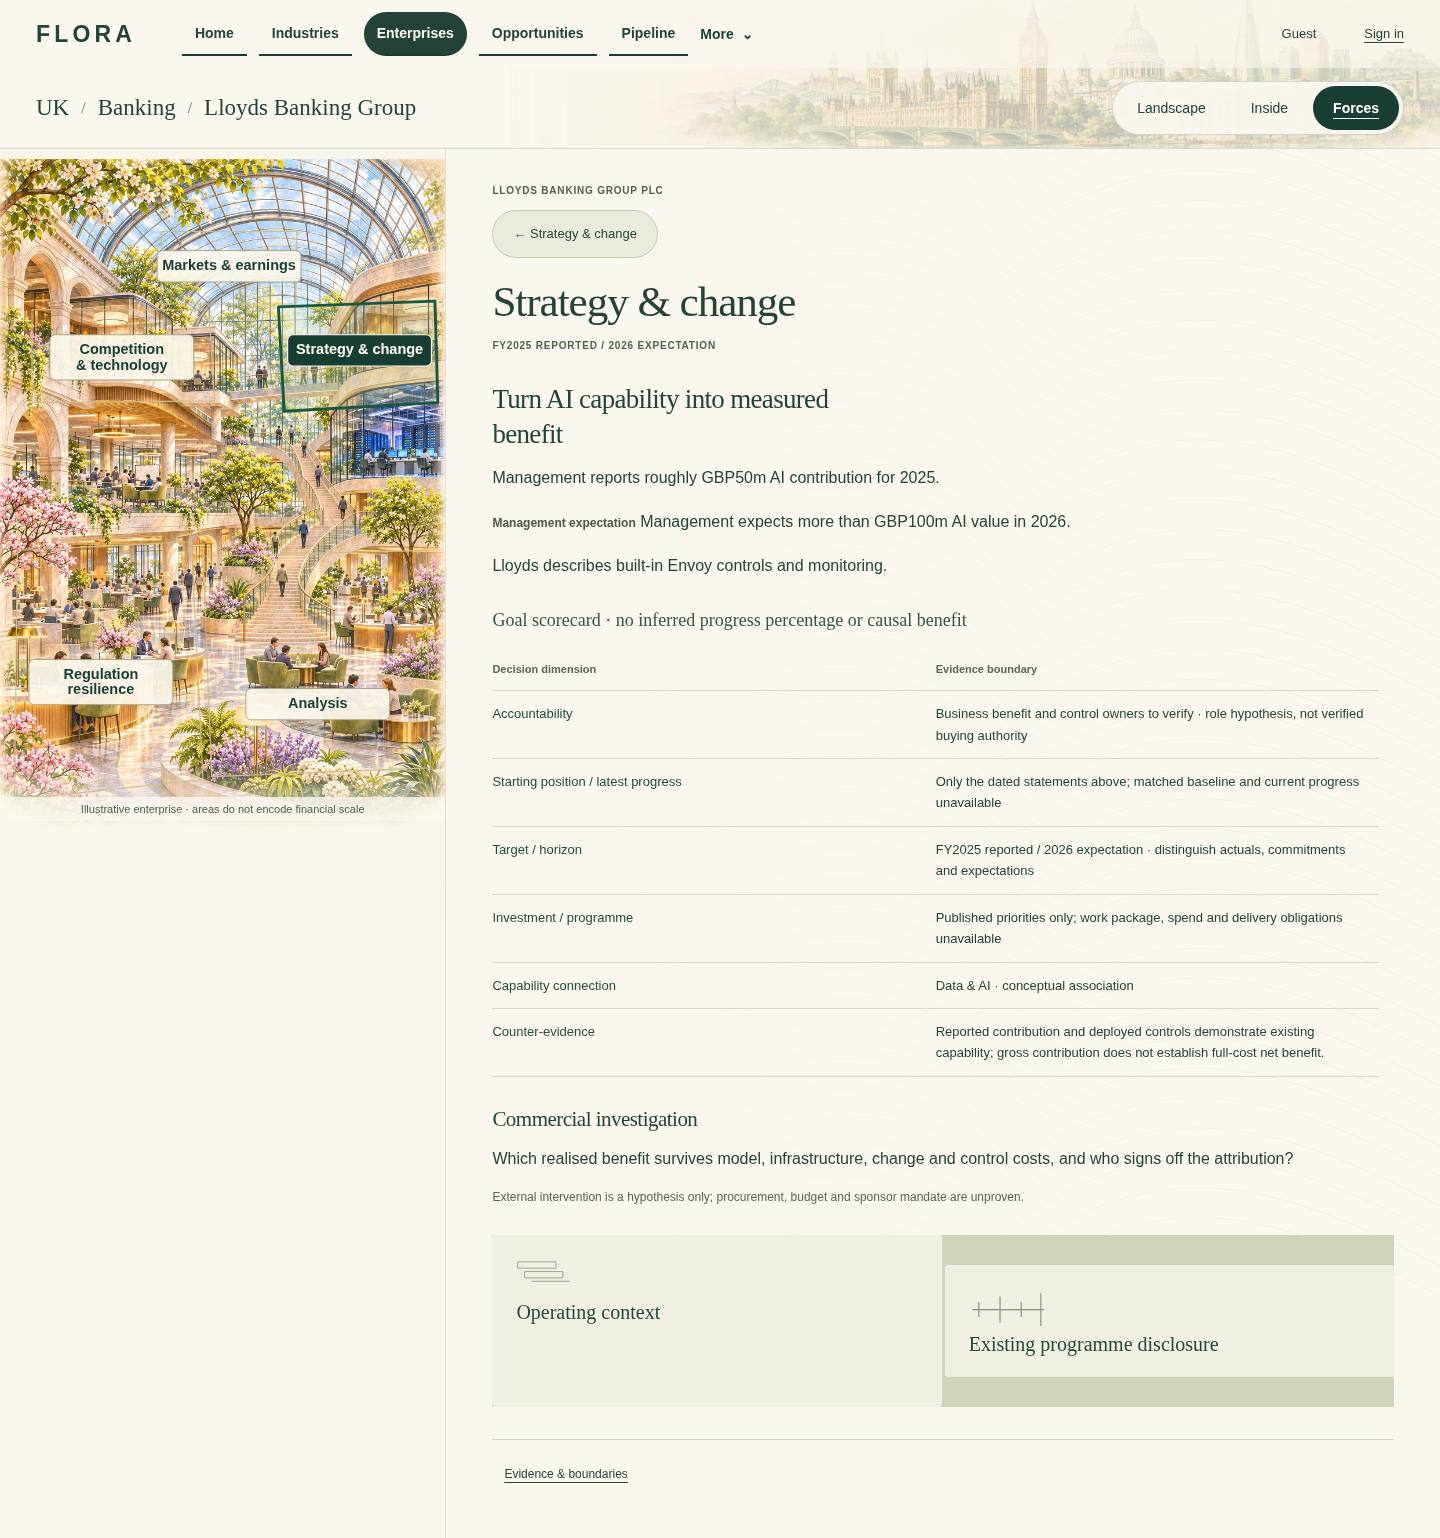 FLORA
Home
Industries
Enterprises
Opportunities
Pipeline
More
Guest
Sign in
UK / Banking / Lloyds Banking Group
Landscape
Inside
Forces
Markets & earnings
Competition
& technology
Strategy & change
Regulation
resilience
Analysis
Illustrative enterprise · areas do not encode financial scale
LLOYDS BANKING GROUP PLC
← Strategy & change
Strategy & change
FY2025 REPORTED / 2026 EXPECTATION
Turn AI capability into measured
benefit
Management reports roughly GBP50m AI contribution for 2025.
Management expectation Management expects more than GBP100m AI value in 2026.
Lloyds describes built-in Envoy controls and monitoring.
Goal scorecard · no inferred progress percentage or causal benefit
Decision dimension
Evidence boundary
Accountability
Business benefit and control owners to verify · role hypothesis, not verified
buying authority
Starting position / latest progress
Only the dated statements above; matched baseline and current progress
unavailable
Target / horizon
FY2025 reported / 2026 expectation · distinguish actuals, commitments
and expectations
Investment / programme
Published priorities only; work package, spend and delivery obligations
unavailable
Capability connection
Data & AI · conceptual association
Counter-evidence
Reported contribution and deployed controls demonstrate existing
capability; gross contribution does not establish full-cost net benefit.
Commercial investigation
Which realised benefit survives model, infrastructure, change and control costs, and who signs off the attribution?
External intervention is a hypothesis only; procurement, budget and sponsor mandate are unproven.
Operating context
Existing programme disclosure
Evidence & boundaries